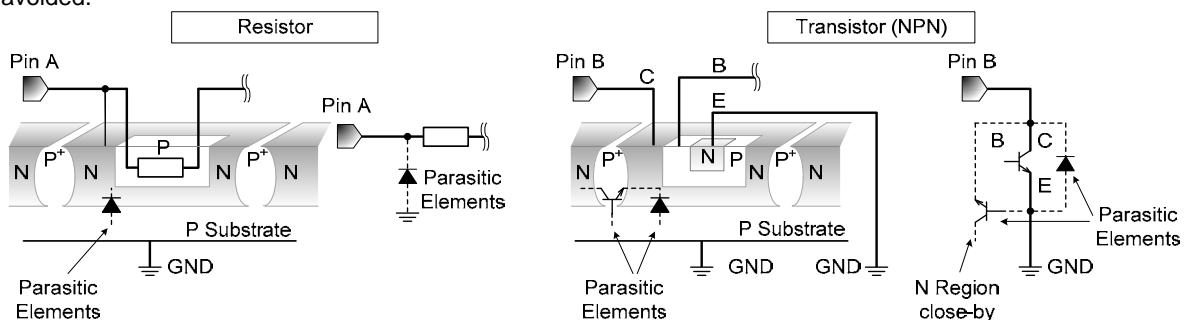 avoided.
Resistor
Transistor (NPN)
Pin A
Pin A
P
N P+ N N P+ N
Parasitic
Elements
P Substrate
GND
Parasitic
Elements
Pin B
C
B
E
N P+ N P N P+ N
P Substrate
GND
GND
Parasitic
Elements
Pin B
B
C
E
Parasitic
Elements
GND
N Region
close-by